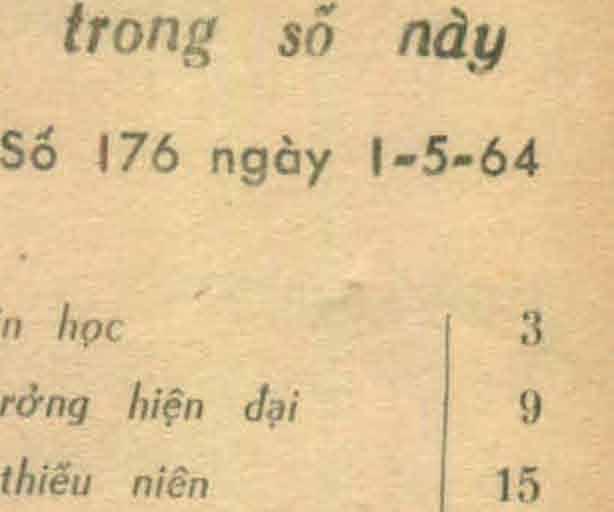 trong số này
Số 176 ngày 1-5-64
học 3
hiện đại 9
thiếu niên 15